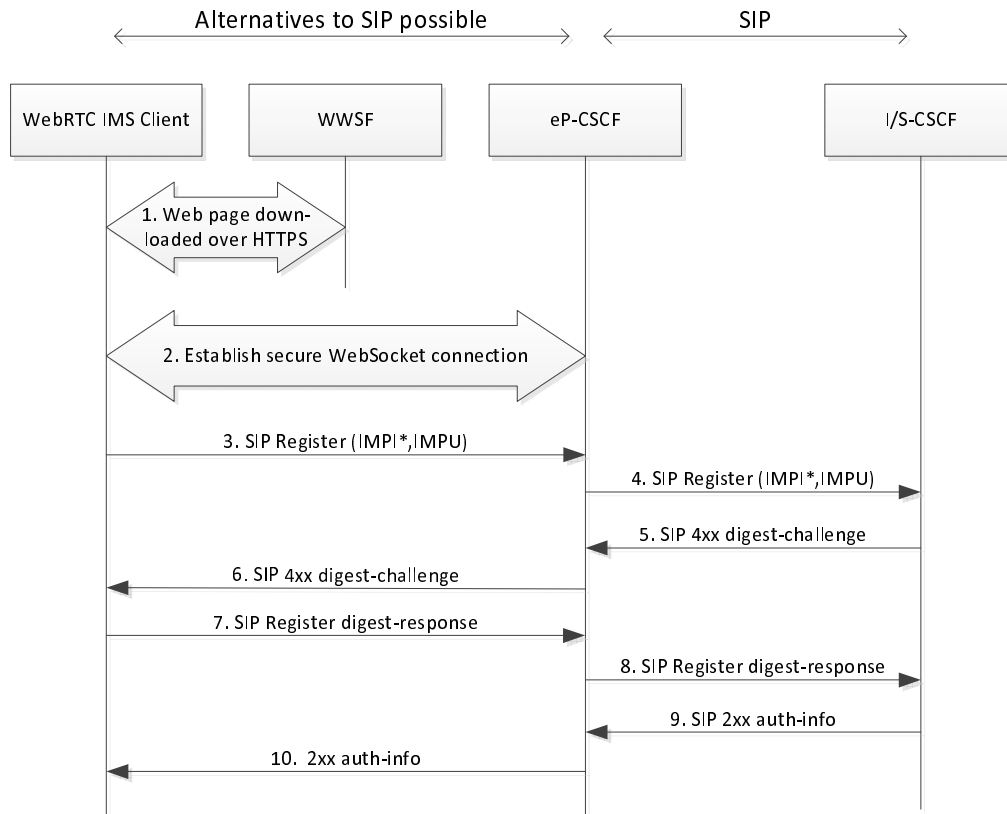 Alternatives to SIP possible
SIP
WebRTC IMS Client
WWSF
eP-CSCF
I/S-CSCF
1. Web page down-
loaded over HTTPS
2. Establish secure WebSocket connection
3. SIP Register (IMPI*,IMPU)
4. SIP Register (IMPI*,IMPU)
5. SIP 4xx digest-challenge
6. SIP 4xx digest-challenge
7. SIP Register digest-response
8. SIP Register digest-response
9. SIP 2xx auth-info
10. 2xx auth-info